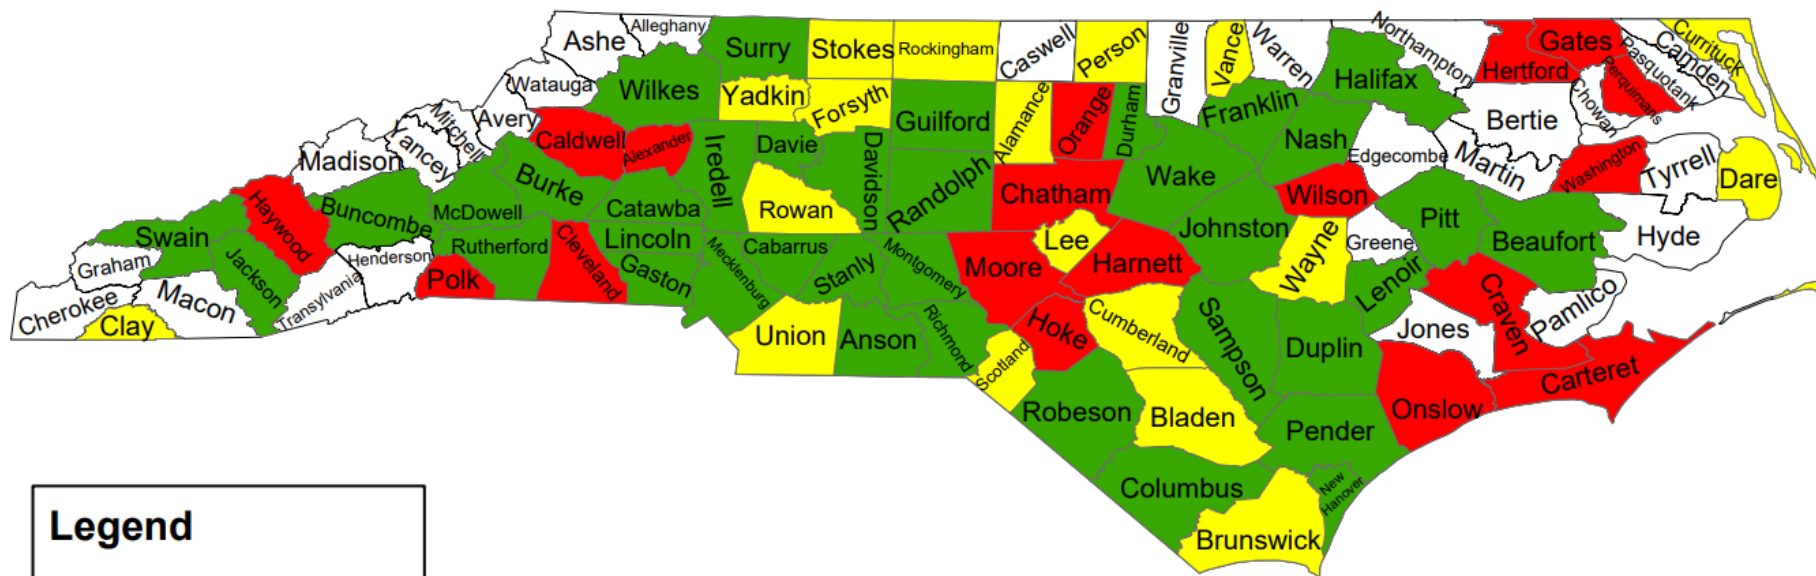 Alleghany
Ashe
Surry
Stokes
Rockingham
Caswell
Person
Granville
Vance
Warren
Northampton
Gates
Hertford
Pasquotank
Camden
Currituck
Perquimans
Chowan
Watauga
Wilkes
Yadkin
Forsyth
Guilford
Alamance
Orange
Durham
Franklin
Halifax
Bertie
Avery
Mitchell
Yancey
Madison
Caldwell
Alexander
Iredell
Davie
Davidson
Randolph
Chatham
Wake
Nash
Edgecombe
Martin
Washington
Tyrrell
Dare
Haywood
Buncombe
McDowell
Burke
Catawba
Rowan
Wilson
Pitt
Beaufort
Hyde
Swain
Graham
Jackson
Henderson
Rutherford
Cleveland
Lincoln
Gaston
Mecklenburg
Cabarrus
Stanly
Montgomery
Moore
Lee
Harnett
Johnston
Wayne
Greene
Lenoir
Craven
Pamlico
Jones
Cherokee
Clay
Macon
Transylvania
Polk
Union
Anson
Richmond
Scotland
Hoke
Cumberland
Sampson
Duplin
Onslow
Carteret
Robeson
Bladen
Pender
Columbus
Brunswick
New
Hanover
Legend